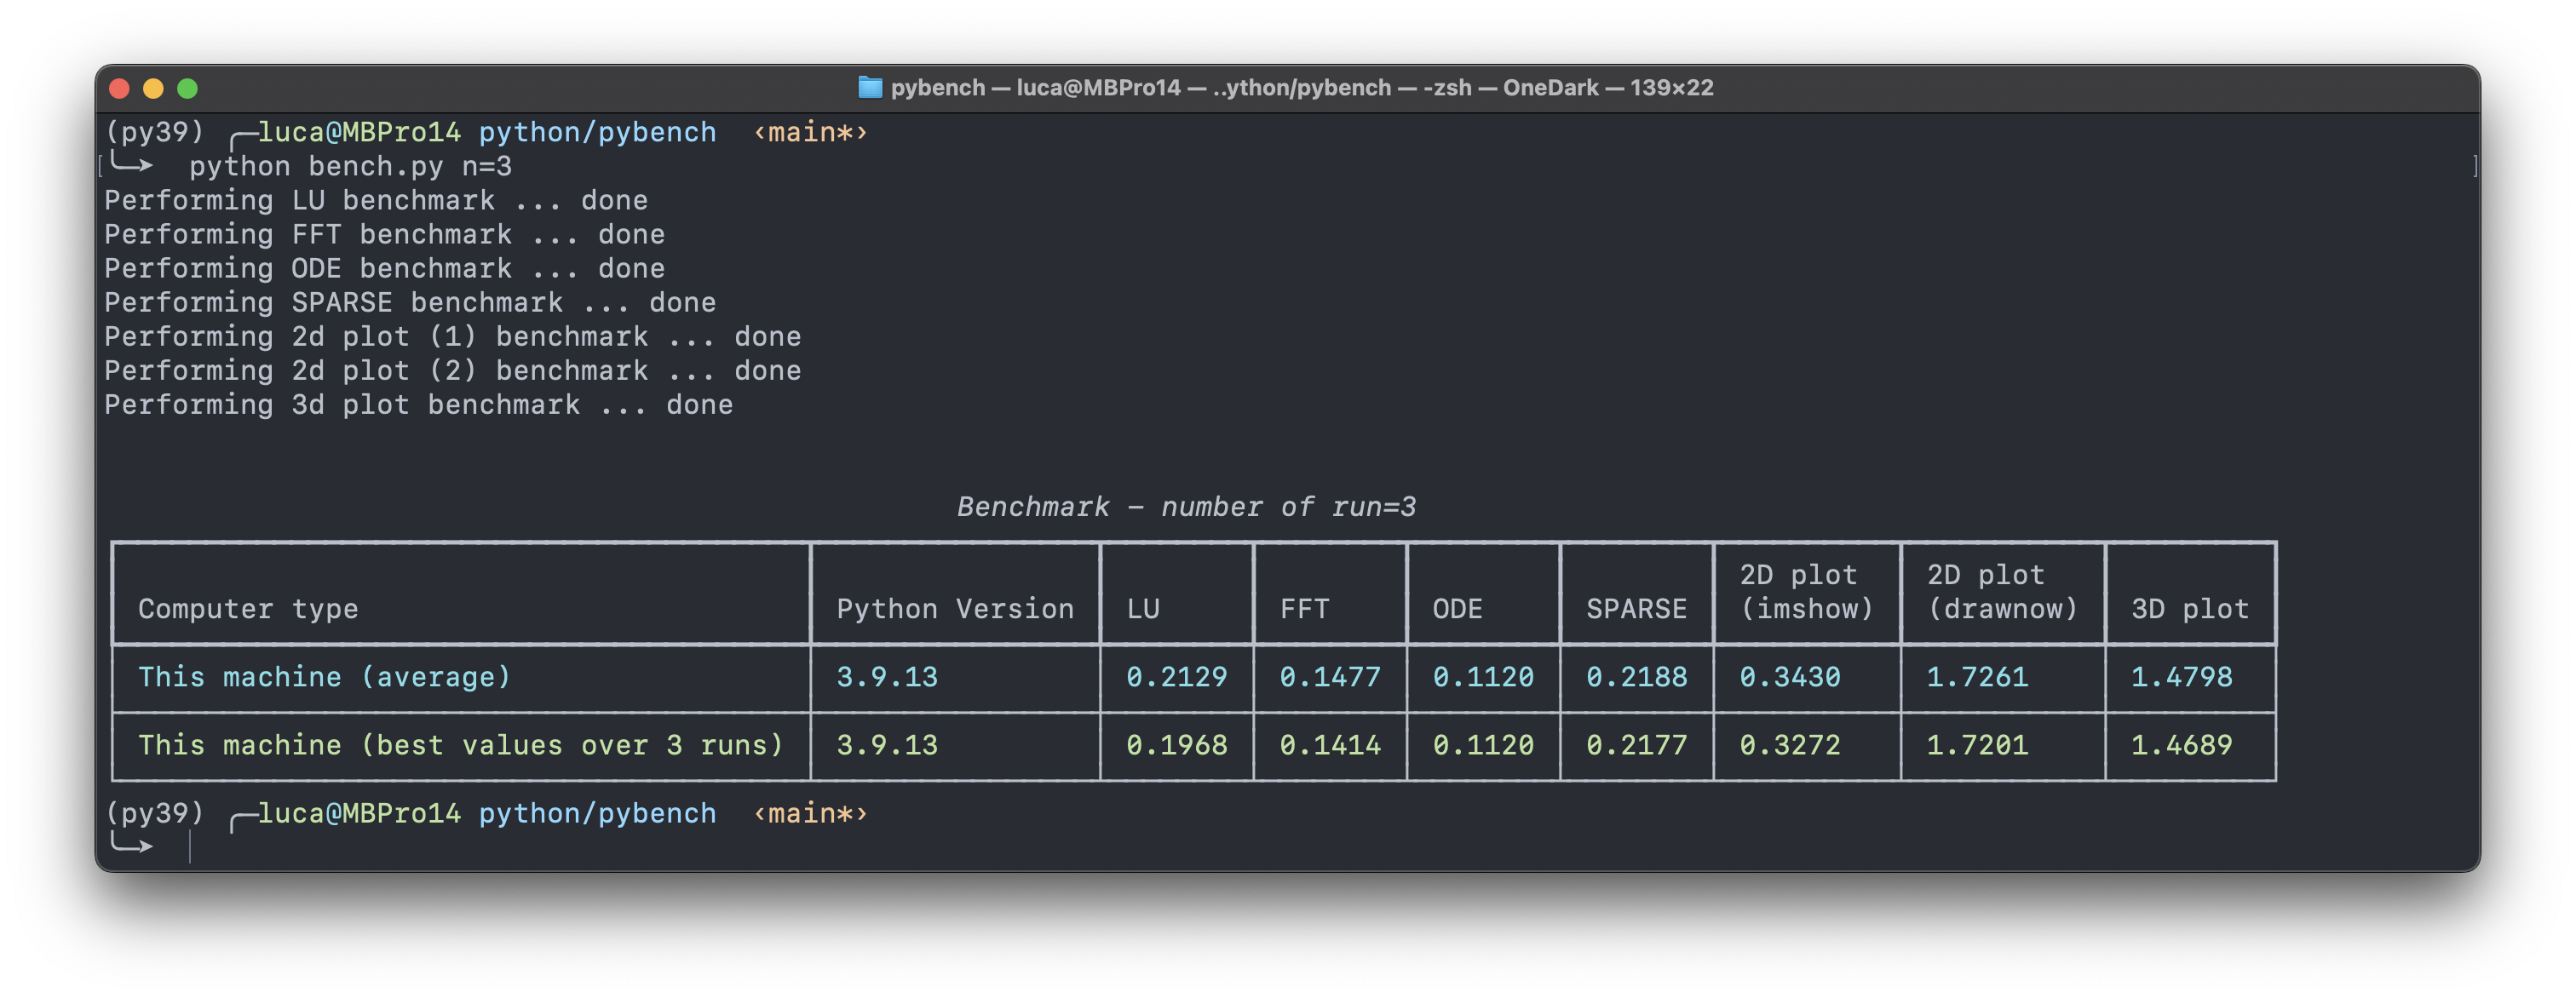 pybench — luca@MBPro14 — ..ython/pybench — -zsh — OneDark — 139×22
(py39) ╭─luca@MBPro14 python/pybench ‹main*›
╰─➤ python bench.py n=3
Performing LU benchmark ... done
Performing FFT benchmark ... done
Performing ODE benchmark ... done
Performing SPARSE benchmark ... done
Performing 2d plot (1) benchmark ... done
Performing 2d plot (2) benchmark ... done
Performing 3d plot benchmark ... done
Benchmark – number of run=3
2D plot 2D plot
Computer type Python Version LU FFT ODE SPARSE (imshow) (drawnow) 3D plot
This machine (average) 3.9.13 0.2129 0.1477 0.1120 0.2188 0.3430 1.7261 1.4798
This machine (best values over 3 runs) 3.9.13 0.1968 0.1414 0.1120 0.2177 0.3272 1.7201 1.4689
(py39) ╭─luca@MBPro14 python/pybench ‹main*›
╰─➤